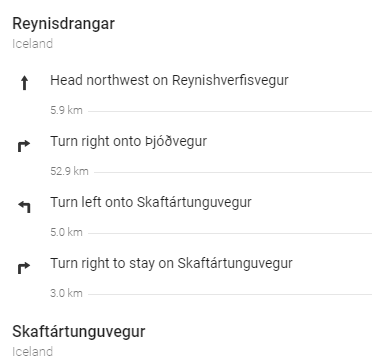 Reynisdrangar
Iceland
Head northwest on Reynishverfisvegur
5.9 km
Turn right onto Þjóðvegur
52.9 km
Turn left onto Skaftártunguvegur
5.0 km
Turn right to stay on Skaftártunguvegur
3.0 km
Skaftártunguvegur
Iceland